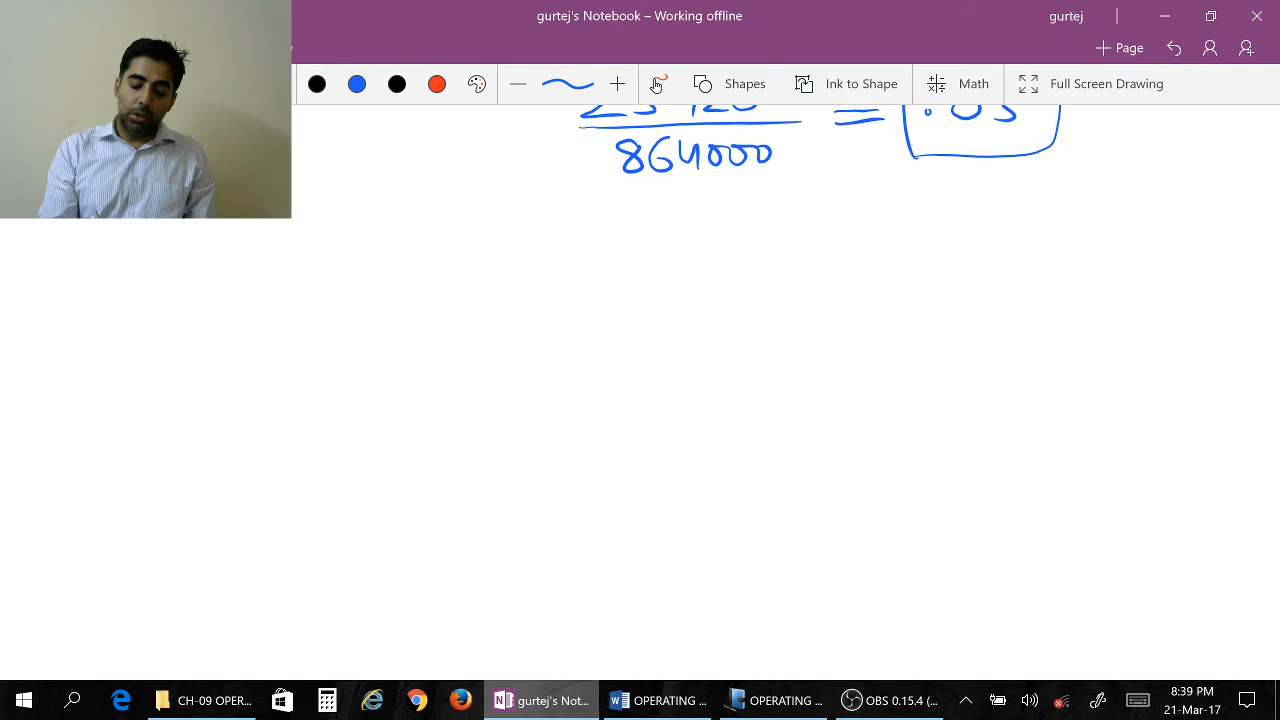 gurtej's Notebook – Working offline
gurtej
Page
Shapes
Ink to Shape
Math
Full Screen Drawing
= .03
864000
CH-09 OPER...
gurtej's Not...
OPERATING ...
OPERATING ...
OBS 0.15.4 (...
8:39 PM
21-Mar-17